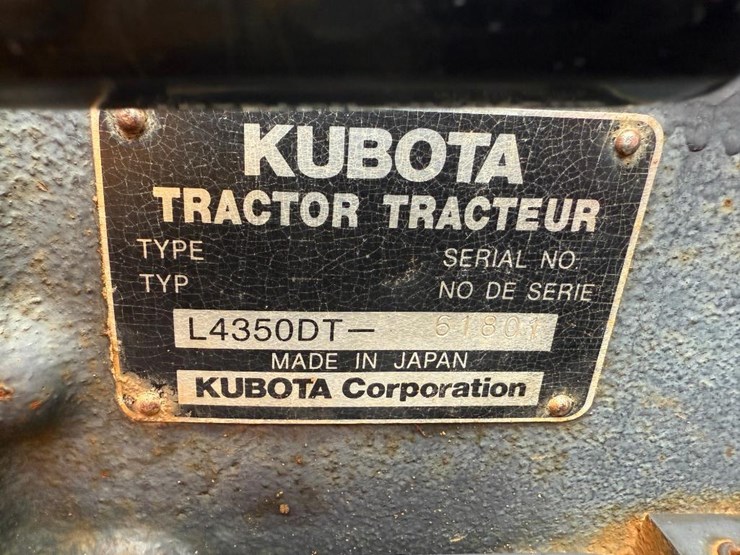 KUBOTA
TRACTOR TRACTEUR
TYPE SERIAL NO.
TYP NO DE SERIE
L4350DT- 61801
MADE IN JAPAN
KUBOTA Corporation